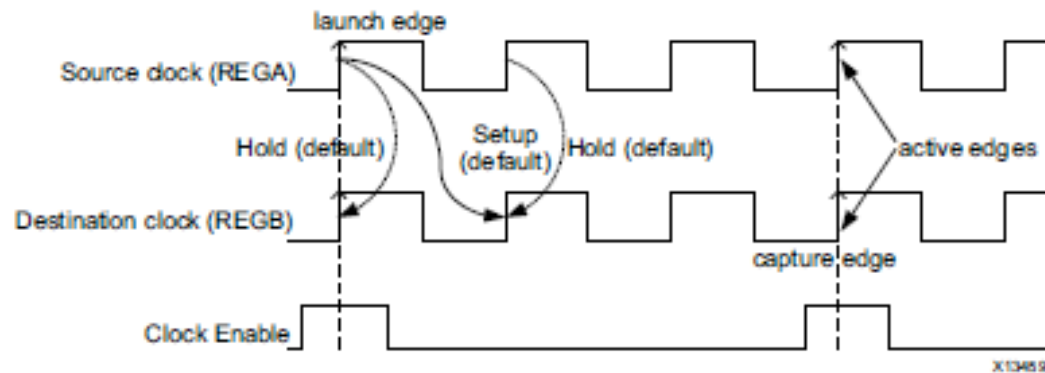 launch edge
Source clock (REGA)
Hold (default)
Setup
(default)
Hold (default)
active edges
Destination clock (REGB)
capture edge
Clock Enable
X13469